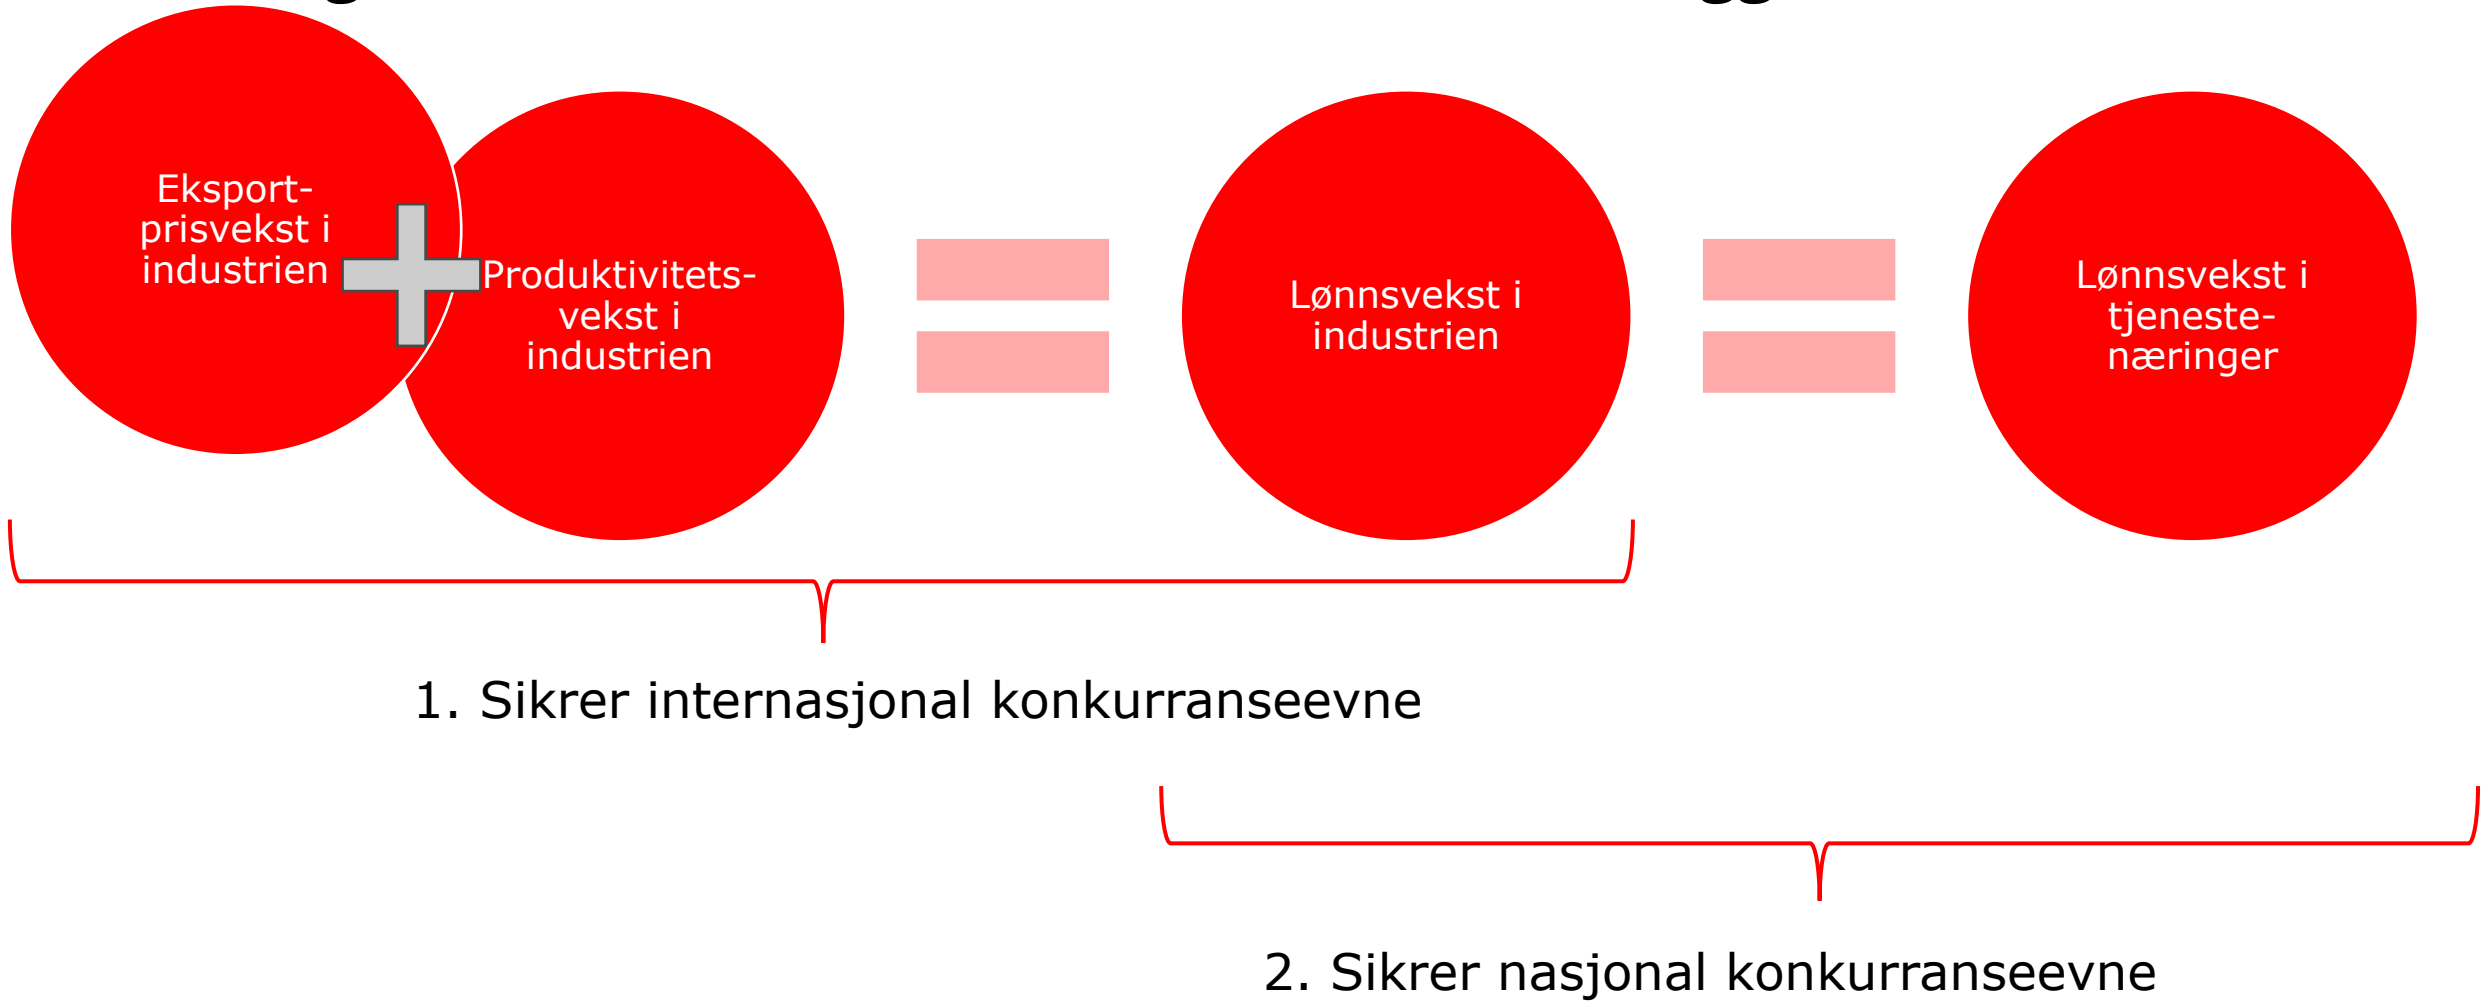 Eksport-
prisvekst i
industrien
Produktivitets-
vekst i
industrien
Lønnsvekst i
industrien
Lønnsvekst i
tjeneste-
næringer
1. Sikrer internasjonal konkurranseevne
2. Sikrer nasjonal konkurranseevne